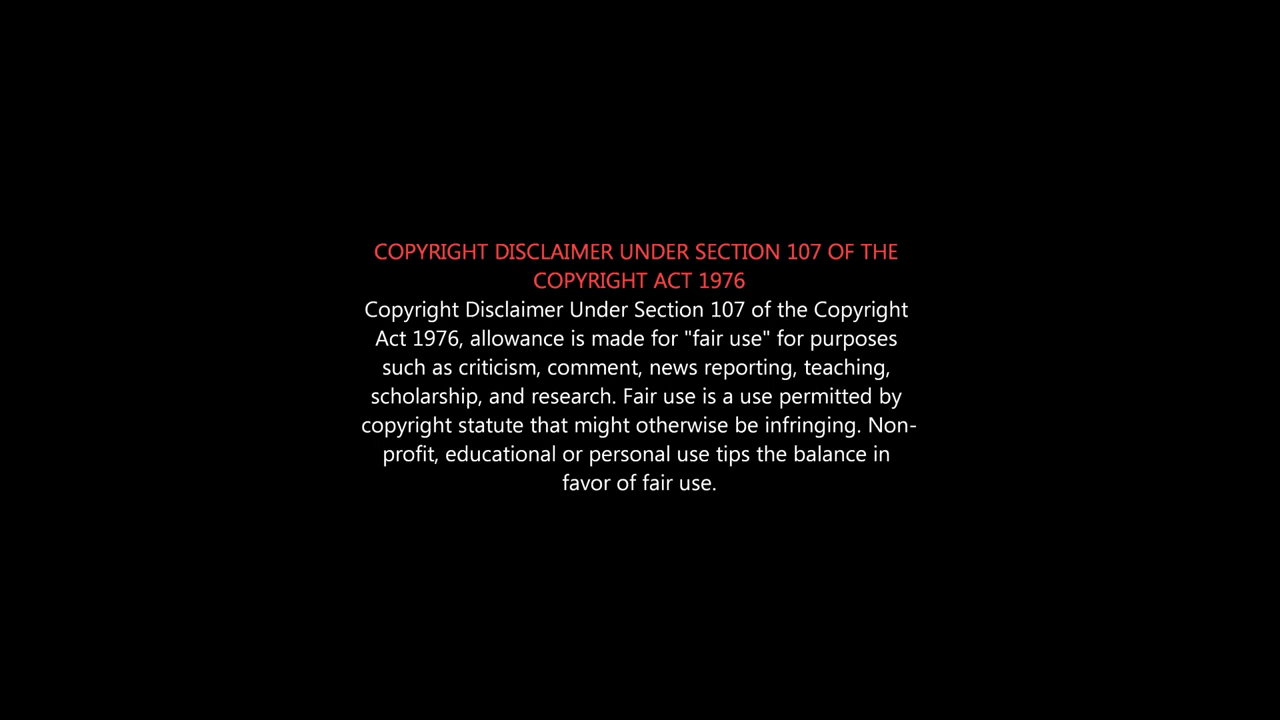 COPYRIGHT DISCLAIMER UNDER SECTION 107 OF THE
COPYRIGHT ACT 1976
Copyright Disclaimer Under Section 107 of the Copyright
Act 1976, allowance is made for "fair use" for purposes
such as criticism, comment, news reporting, teaching,
scholarship, and research. Fair use is a use permitted by
copyright statute that might otherwise be infringing. Non-
profit, educational or personal use tips the balance in
favor of fair use.